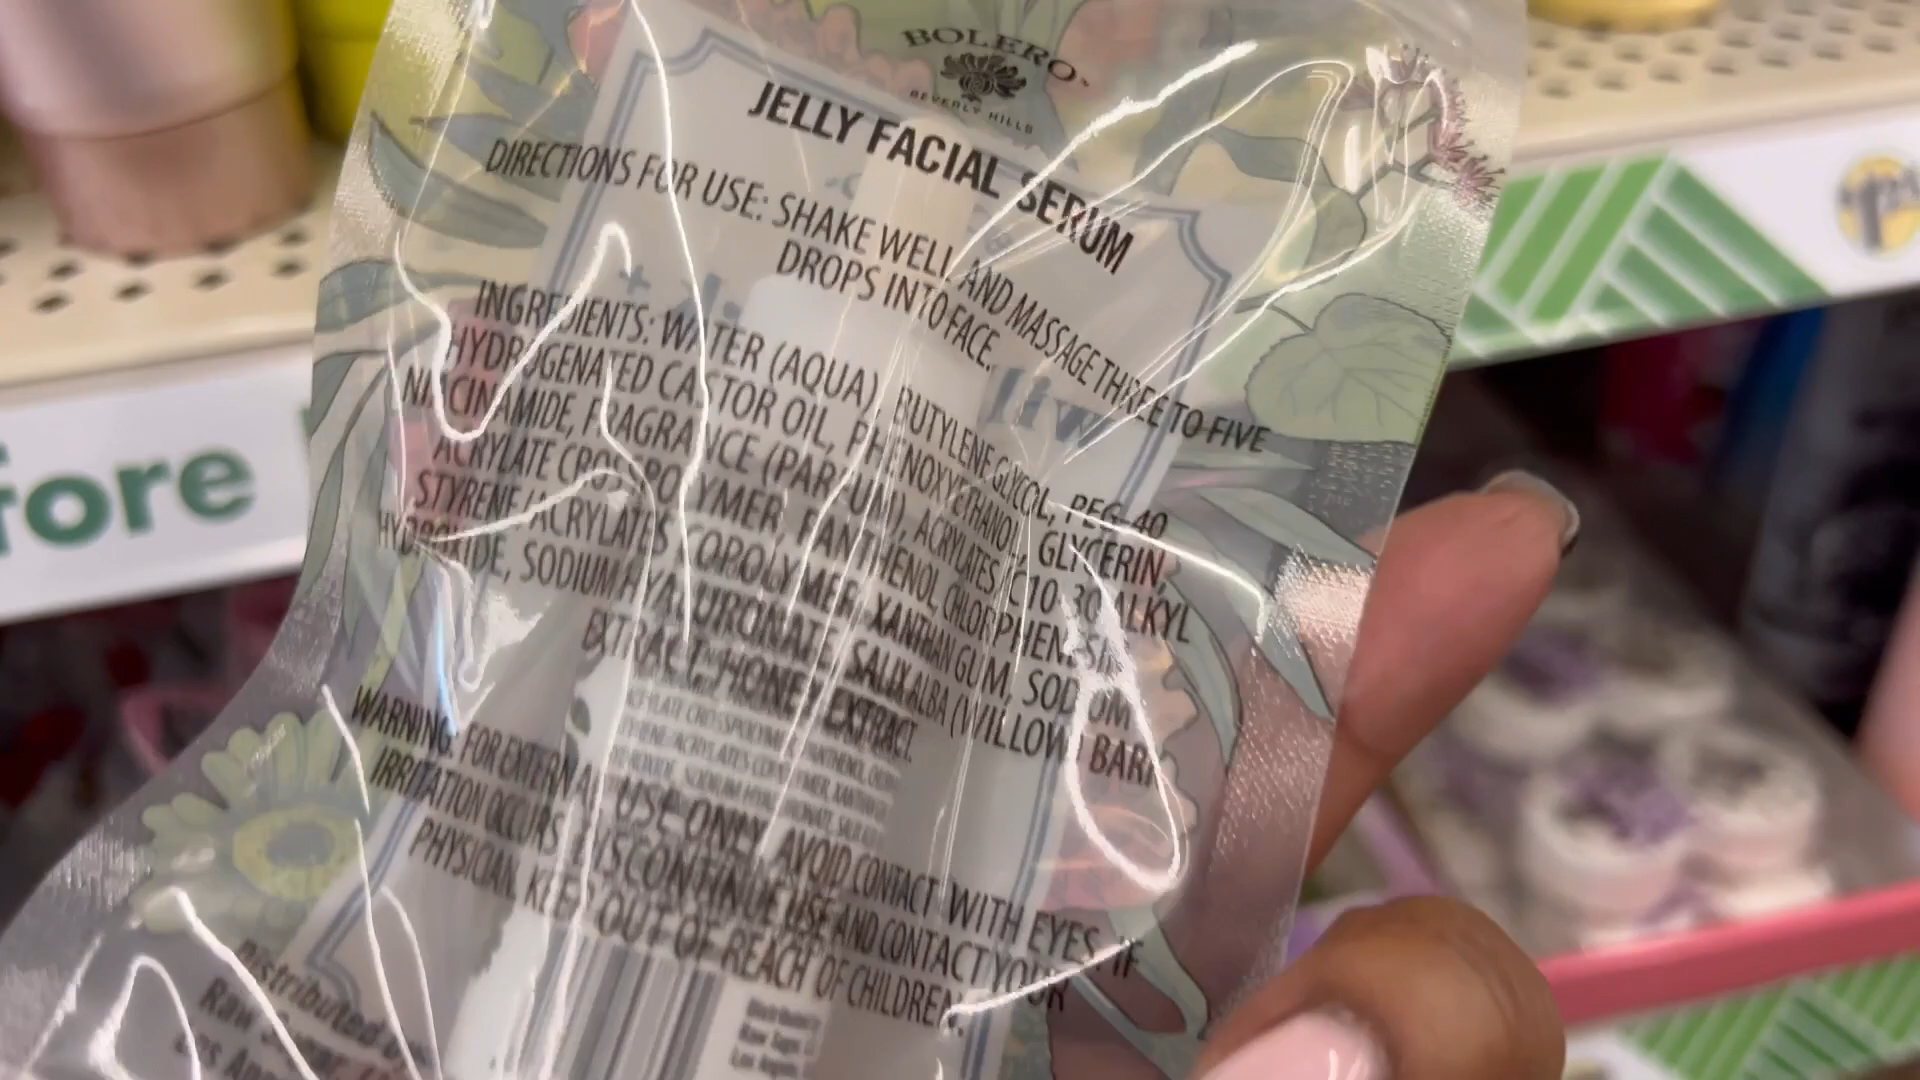 BOLERO™
BEVERLY HILLS
JELLY FACIAL SERUM
DIRECTIONS FOR USE: SHAKE WELL AND MASSAGE THREE TO FIVE
DROPS INTO FACE.
INGREDIENTS: WATER (AQUA), BUTYLENE GLYCOL, PEG-40
HYDROGENATED CASTOR OIL, PHENOXYETHANOL, GLYCERIN,
NIACINAMIDE, FRAGRANCE (PARFUM), ACRYLATES/C10-30 ALKYL
ACRYLATE CROSSPOLYMER, PANTHENOL, CHLORPHENESIN,
STYRENE/ACRYLATES COPOLYMER, XANTHAN GUM, SODIUM
HYDROXIDE, SODIUM HYALURONATE, SALIX ALBA (WILLOW) BARK
EXTRACT, HONEY EXTRACT.
WARNING: FOR EXTERNAL USE ONLY. AVOID CONTACT WITH EYES. IF
IRRITATION OCCURS DISCONTINUE USE AND CONTACT YOUR
PHYSICIAN. KEEP OUT OF REACH OF CHILDREN.
Distributed
fore